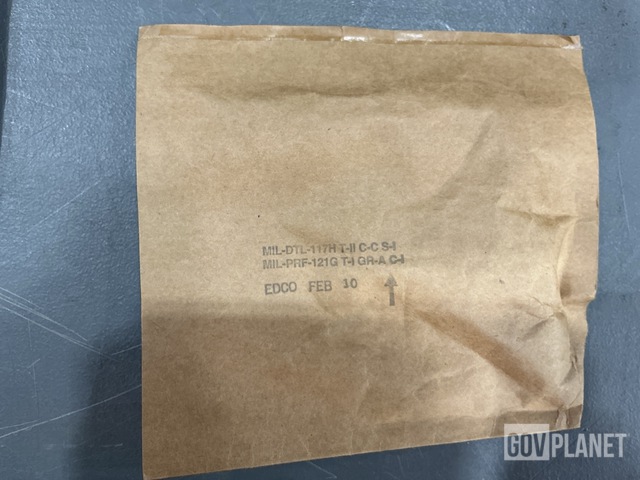 MIL-DTL-117H T-II C-C S-I
MIL-PRF-121G T-I GR-A C-I
EDCO FEB 10
GOVPLANET